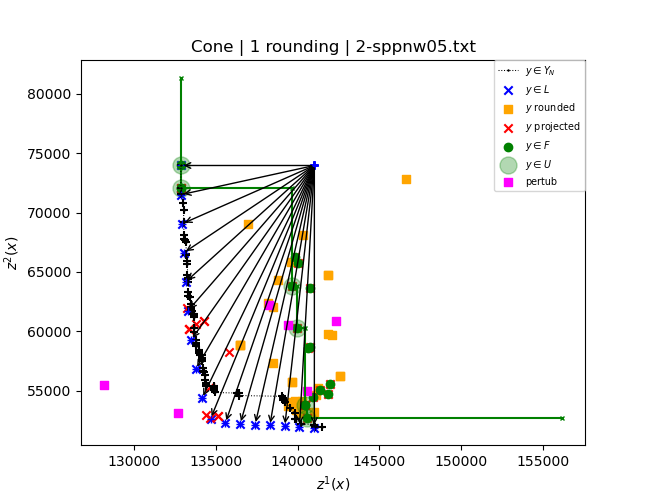 Cone | 1 rounding | 2-sppnw05.txt
z²(x)
80000
75000
70000
65000
60000
55000
130000 135000 140000 145000 150000 155000
z¹(x)
y ∈ Y_N
y ∈ L
y rounded
y projected
y ∈ F
y ∈ U
pertub